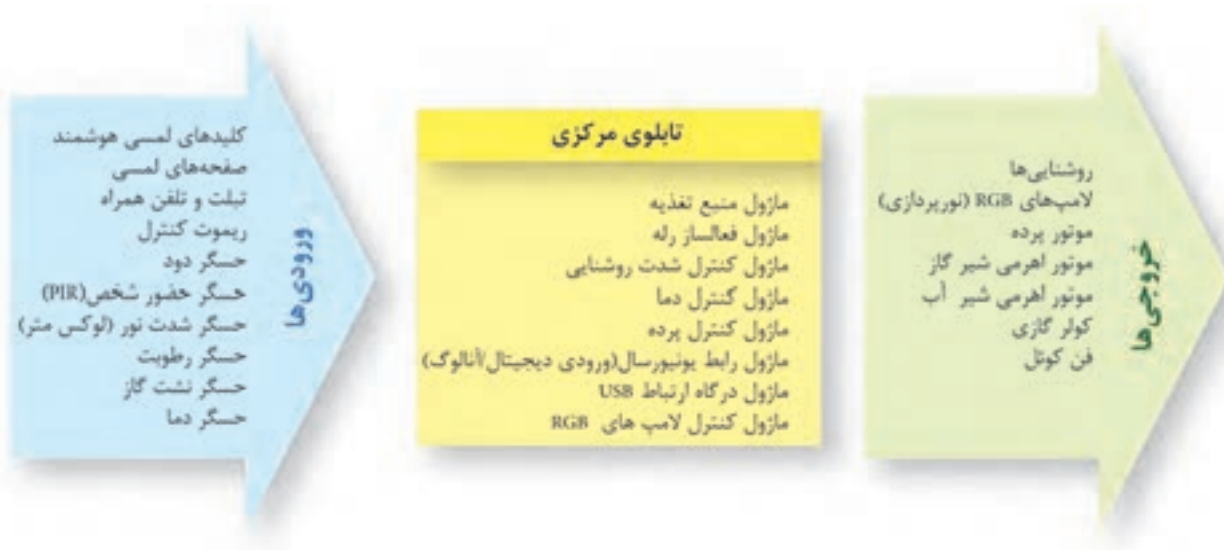 ورودی‌ها
کلیدهای لمسی هوشمند
صفحه‌های لمسی
تبلت و تلفن همراه
ریموت کنترل
حسگر دود
حسگر حضور شخص(PIR)
حسگر شدت نور (لوکس متر)
حسگر رطوبت
حسگر نشت گاز
حسگر دما
تابلوی مرکزی
ماژول منبع تغذیه
ماژول فعالساز رله
ماژول کنترل شدت روشنایی
ماژول کنترل دما
ماژول کنترل پرده
ماژول رابط یونیورسال(ورودی دیجیتال/آنالوگ)
ماژول درگاه ارتباط USB
ماژول کنترل لامپ های RGB
خروجی‌ها
روشنایی‌ها
لامپ‌های RGB (نورپردازی)
موتور پرده
موتور اهرمی شیر گاز
موتور اهرمی شیر آب
کولر گازی
فن کوئل